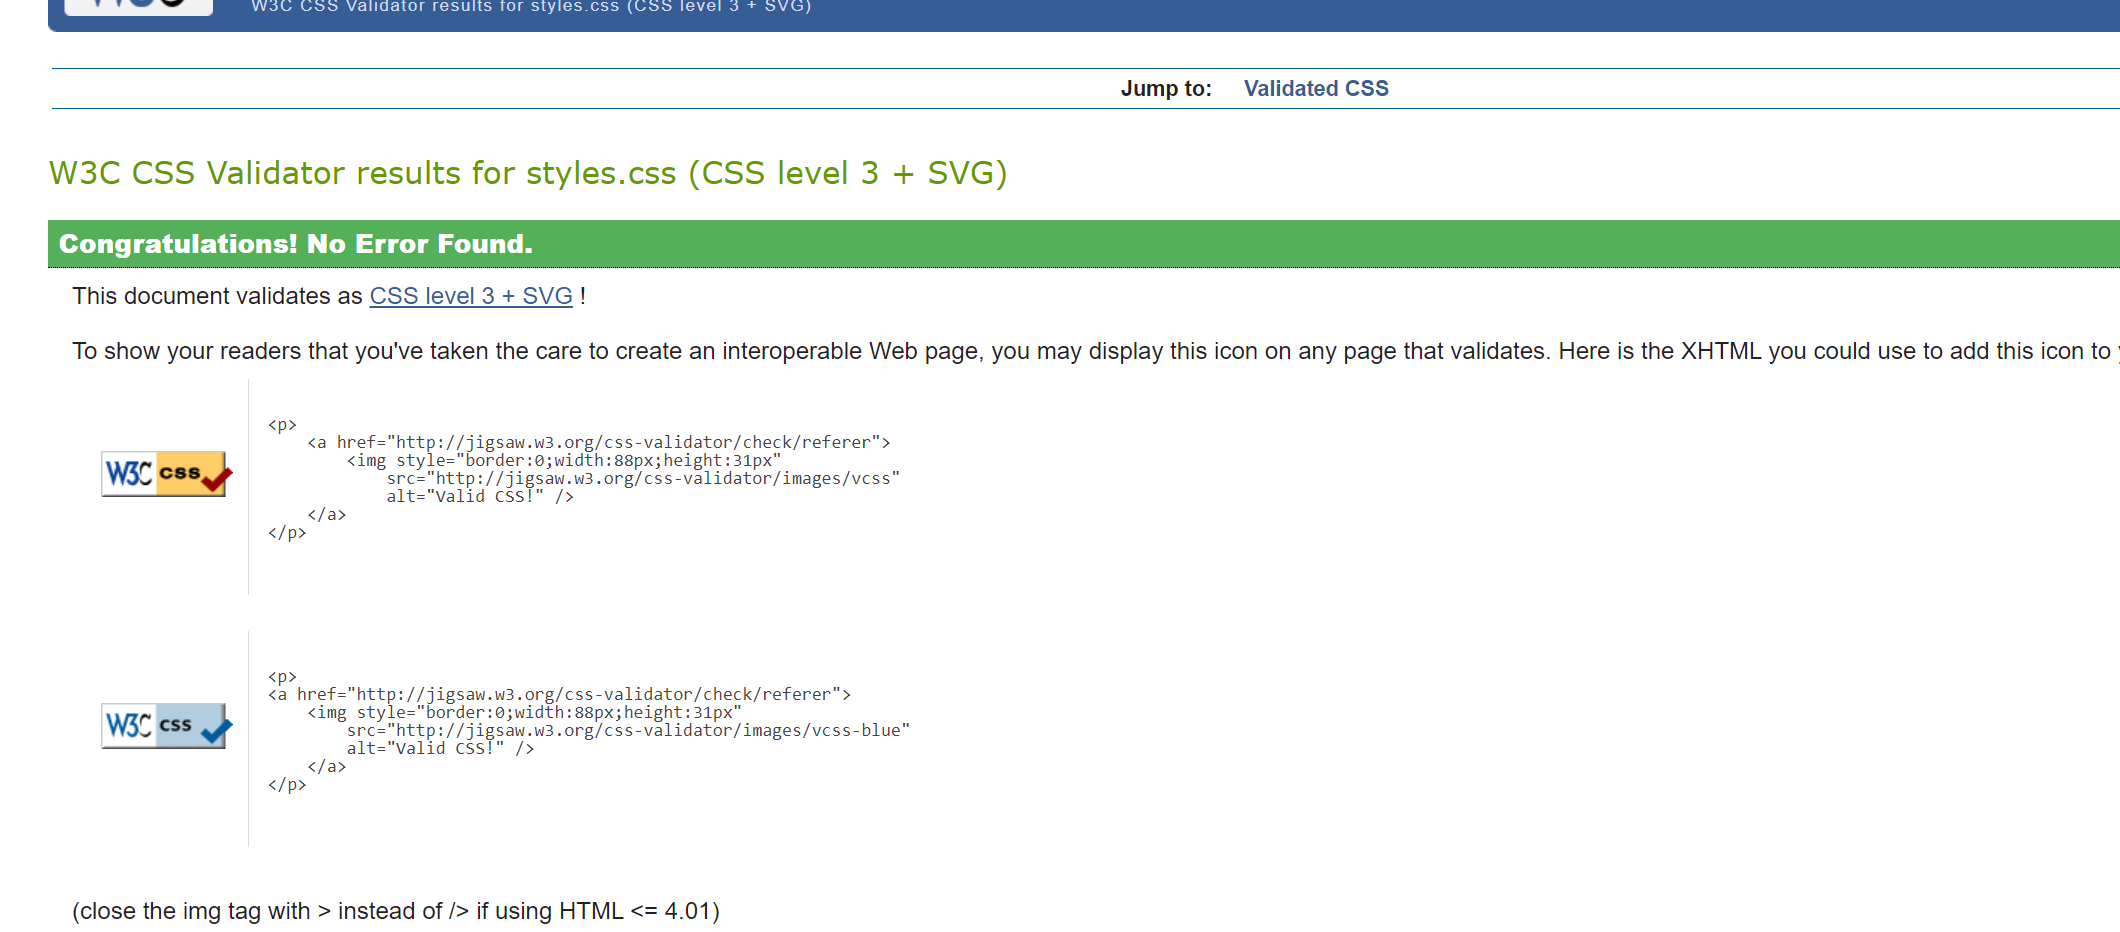 W3C CSS Validator results for styles.css (CSS level 3 + SVG)
Jump to: Validated CSS
W3C CSS Validator results for styles.css (CSS level 3 + SVG)
Congratulations! No Error Found.
This document validates as CSS level 3 + SVG !
To show your readers that you've taken the care to create an interoperable Web page, you may display this icon on any page that validates. Here is the XHTML you could use to add this icon to
W3C css
<p>
    <a href="http://jigsaw.w3.org/css-validator/check/referer">
        <img style="border:0;width:88px;height:31px"
            src="http://jigsaw.w3.org/css-validator/images/vcss"
            alt="Valid CSS!" />
    </a>
</p>
W3C css
<p>
<a href="http://jigsaw.w3.org/css-validator/check/referer">
    <img style="border:0;width:88px;height:31px"
        src="http://jigsaw.w3.org/css-validator/images/vcss-blue"
        alt="Valid CSS!" />
    </a>
</p>
(close the img tag with > instead of /> if using HTML <= 4.01)